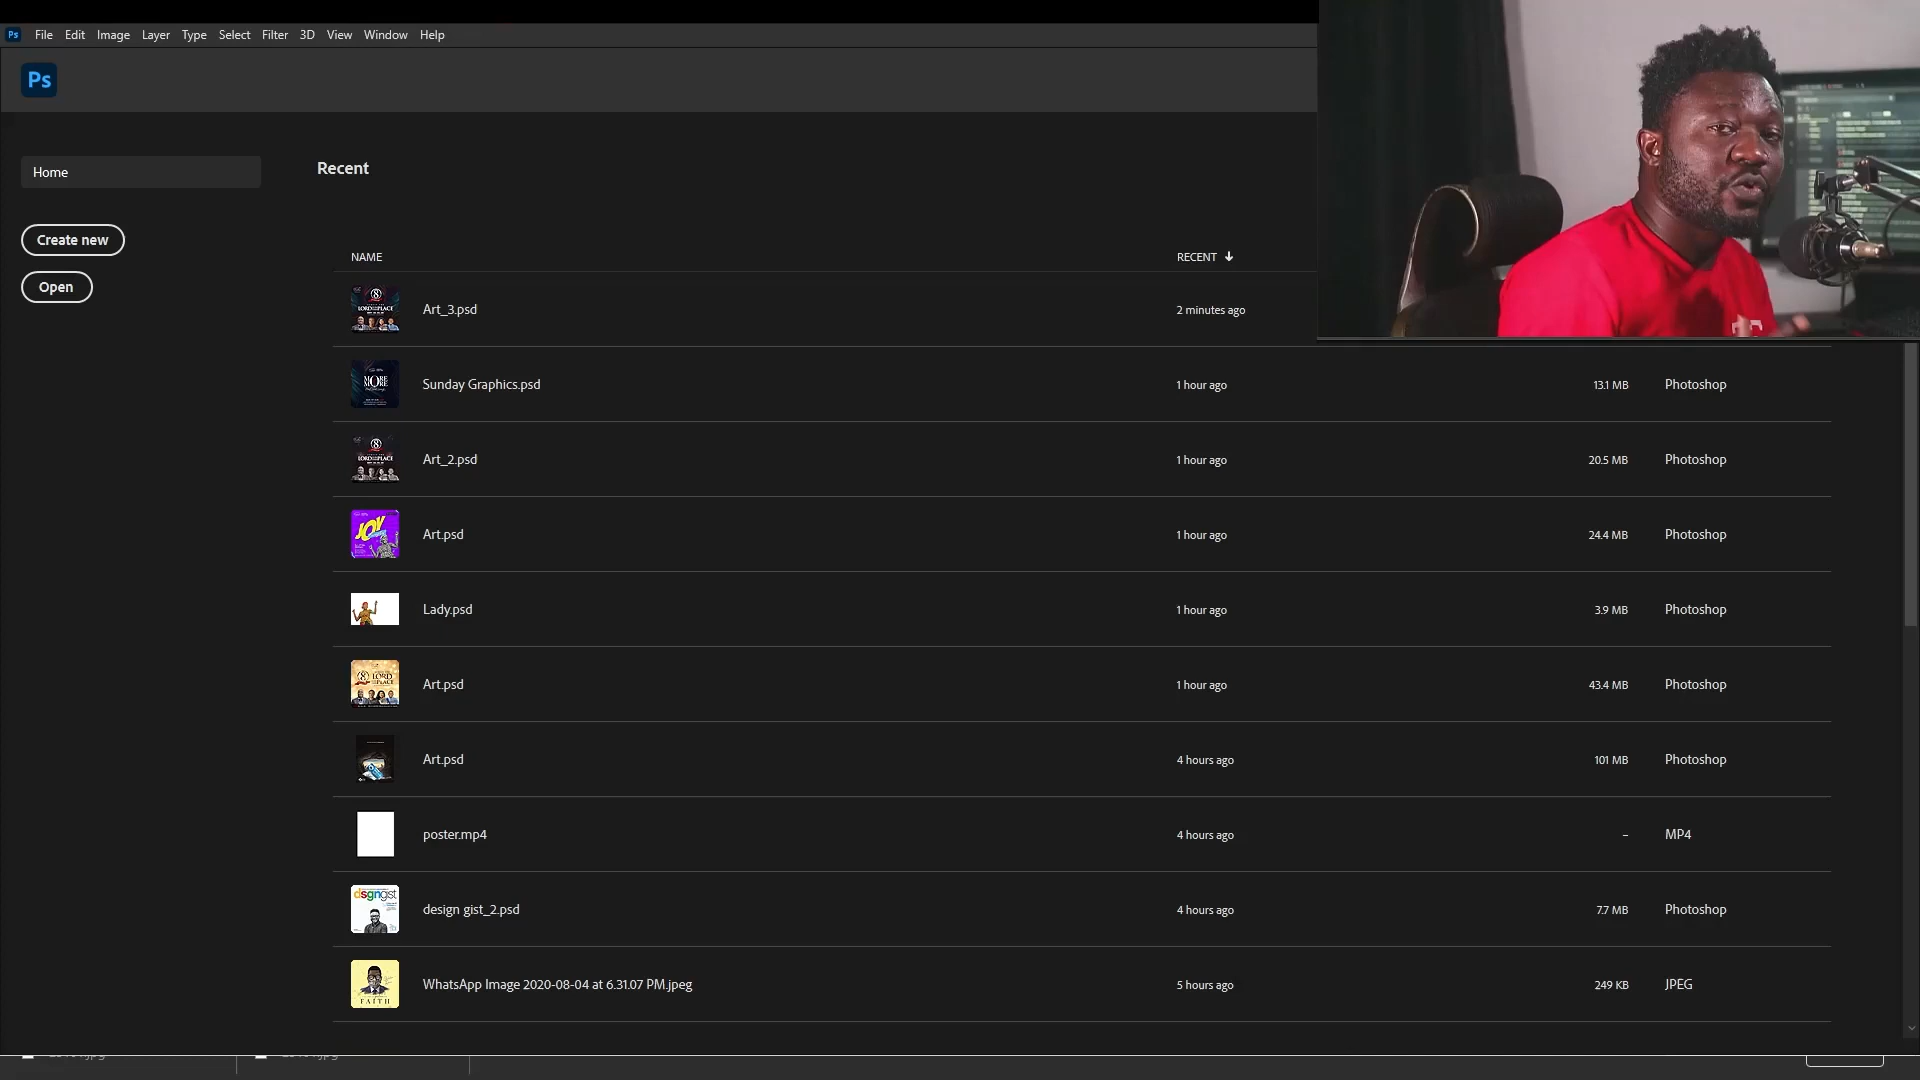 Ps File Edit Image Layer Type Select Filter 3D View Window Help
Ps
Home
Create new
Open
Recent
NAME RECENT
Art_3.psd 2 minutes ago
Sunday Graphics.psd 1 hour ago 13.1 MB Photoshop
Art_2.psd 1 hour ago 20.5 MB Photoshop
JOY
Art.psd 1 hour ago 24.4 MB Photoshop
Lady.psd 1 hour ago 3.9 MB Photoshop
Art.psd 1 hour ago 43.4 MB Photoshop
Art.psd 4 hours ago 101 MB Photoshop
poster.mp4 4 hours ago – MP4
dsgngist
design gist_2.psd 4 hours ago 7.7 MB Photoshop
FAITH
WhatsApp Image 2020-08-04 at 6.31.07 PM.jpeg 5 hours ago 249 KB JPEG